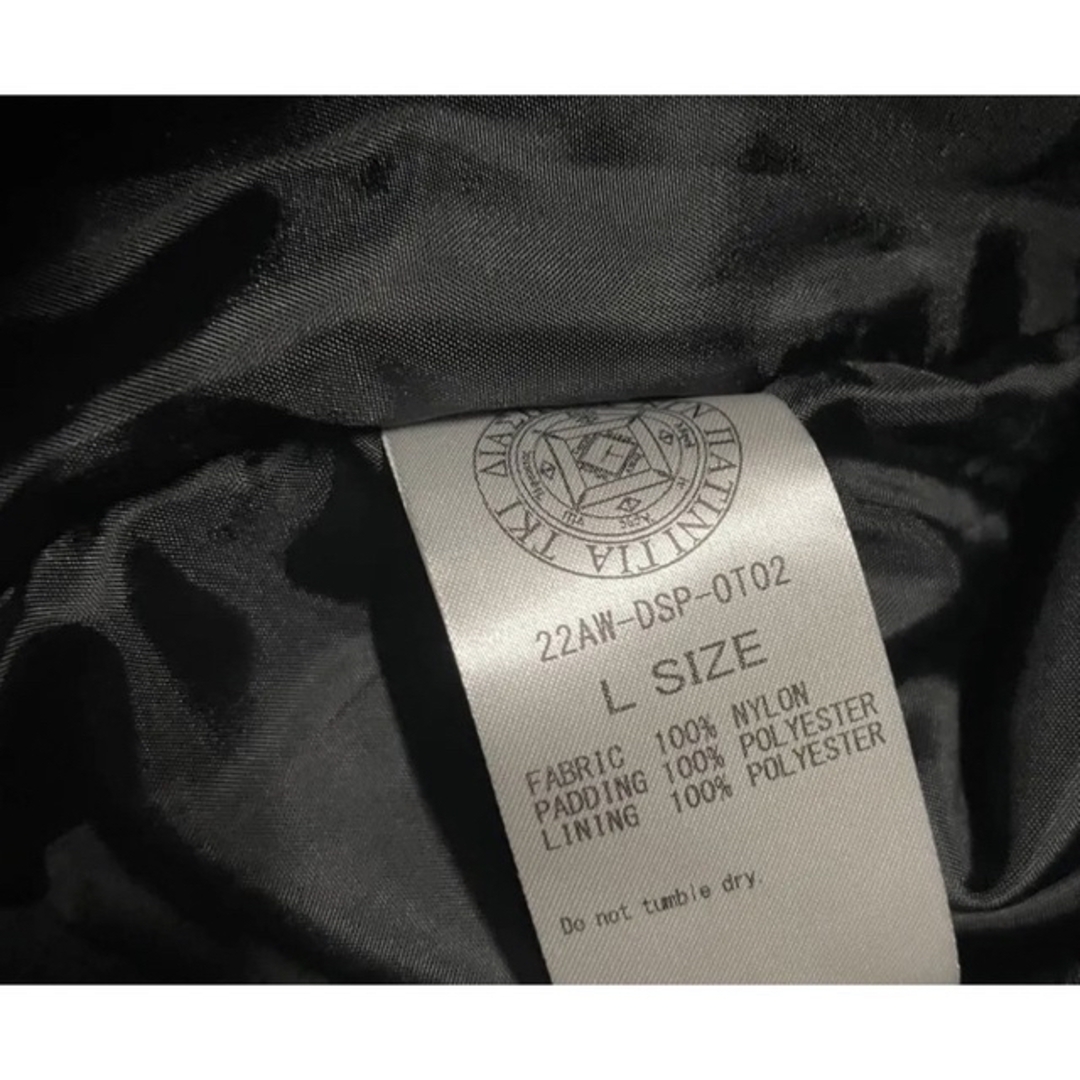 22AW-DSP-OT02
L SIZE
FABRIC 100% NYLON
PADDING 100% POLYESTER
LINING 100% POLYESTER
Do not tumble dry.